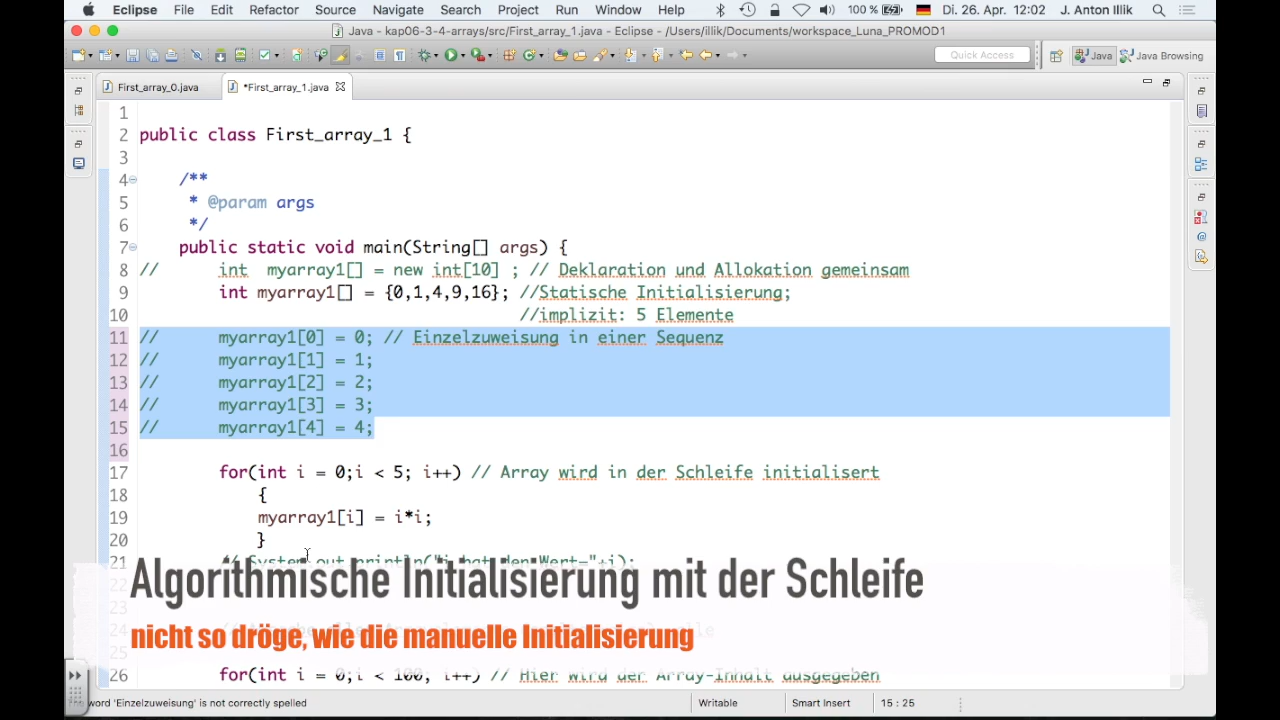 Eclipse File Edit Refactor Source Navigate Search Project Run Window Help 100 % Di. 26. Apr. 12:02 J. Anton Illik
Java - kap06-3-4-arrays/src/First_array_1.java - Eclipse - /Users/illik/Documents/workspace_Luna_PROMOD1
Quick Access Java Java Browsing
First_array_0.java *First_array_1.java
1
2 public class First_array_1 {
3
4 /**
5 * @param args
6 */
7 public static void main(String[] args) {
8 // int myarray1[] = new int[10] ; // Deklaration und Allokation gemeinsam
9 int myarray1[] = {0,1,4,9,16}; //Statische Initialisierung;
10 //implizit: 5 Elemente
11 // myarray1[0] = 0; // Einzelzuweisung in einer Sequenz
12 // myarray1[1] = 1;
13 // myarray1[2] = 2;
14 // myarray1[3] = 3;
15 // myarray1[4] = 4;
16
17 for(int i = 0;i < 5; i++) // Array wird in der Schleife initialisert
18 {
19 myarray1[i] = i*i;
20 }
21 // System.out.println("i hat den Wert="+i);
Algorithmische Initialisierung mit der Schleife
nicht so dröge, wie die manuelle Initialisierung
26 for(int i = 0;i < 100, i++) // Hier wird der Array-Inhalt ausgegeben
word 'Einzelzuweisung' is not correctly spelled Writable Smart Insert 15 : 25